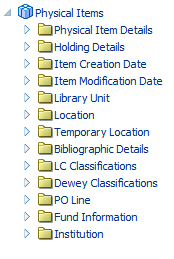 Physical Items
Physical Item Details
Holding Details
Item Creation Date
Item Modification Date
Library Unit
Location
Temporary Location
Bibliographic Details
LC Classifications
Dewey Classifications
PO Line
Fund Information
Institution